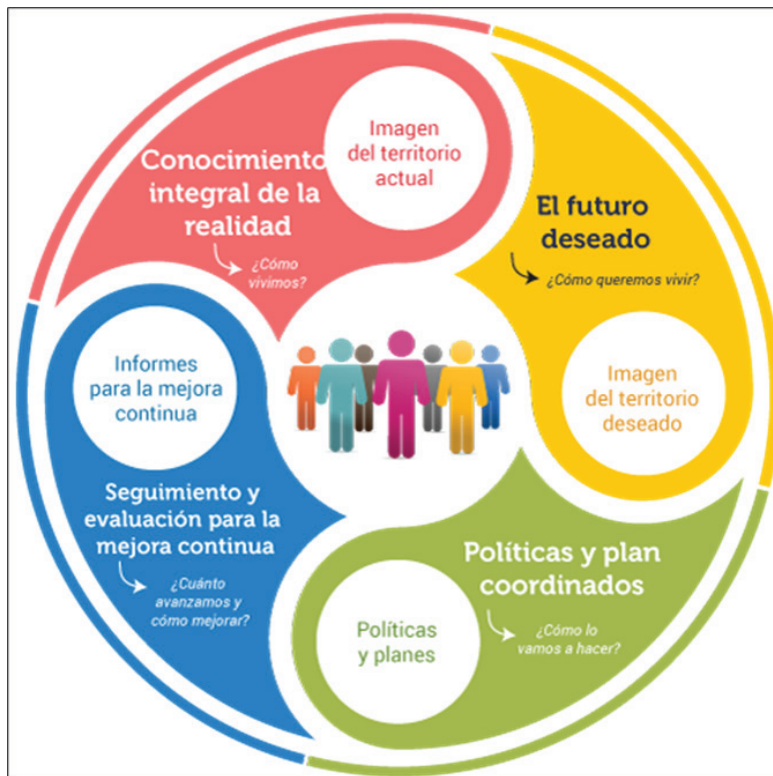 Conocimiento
integral de la
realidad
¿Cómo
vivimos?
Imagen
del territorio
actual
El futuro
deseado
¿Cómo queremos vivir?
Imagen
del territorio
deseado
Políticas y plan
coordinados
¿Cómo lo
vamos a hacer?
Políticas
y planes
Seguimiento y
evaluación para la
mejora continua
¿Cuánto
avanzamos y
cómo mejorar?
Informes
para la mejora
continua